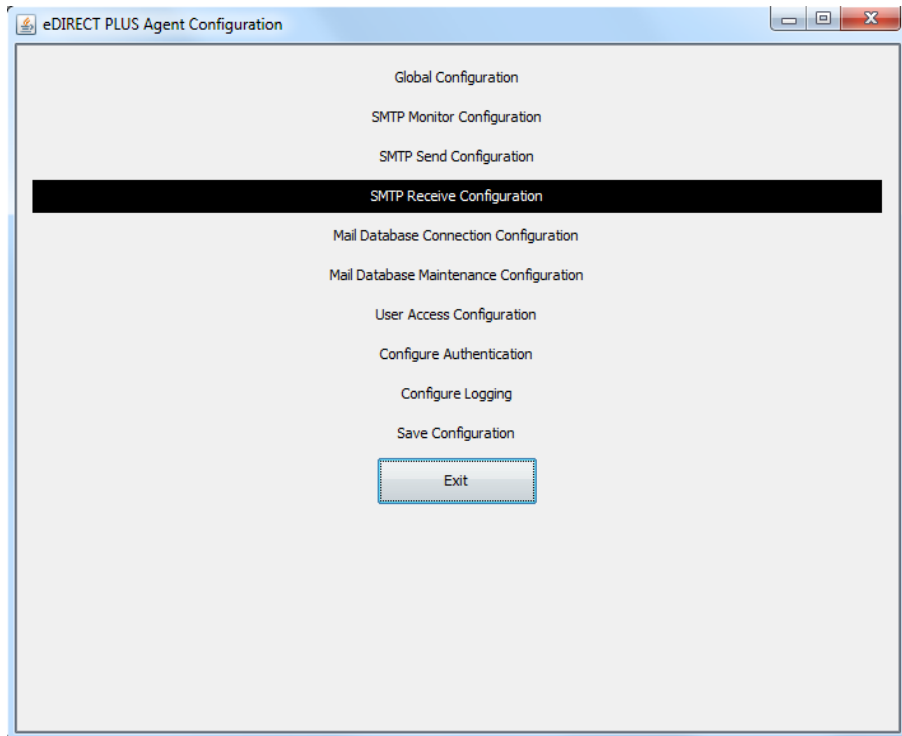 eDIRECT PLUS Agent Configuration
Global Configuration
SMTP Monitor Configuration
SMTP Send Configuration
SMTP Receive Configuration
Mail Database Connection Configuration
Mail Database Maintenance Configuration
User Access Configuration
Configure Authentication
Configure Logging
Save Configuration
Exit